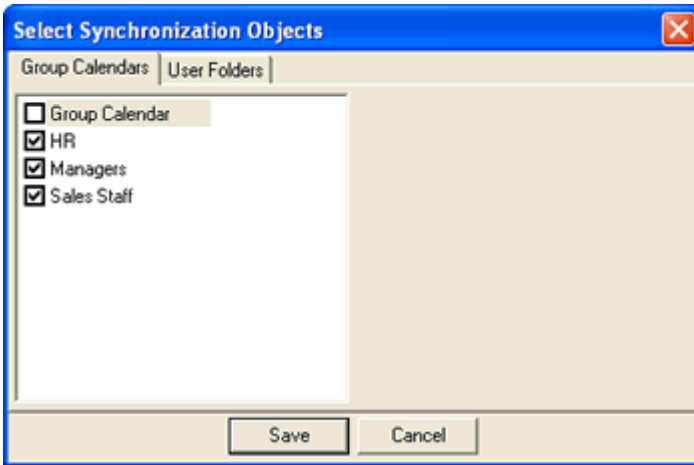 Select Synchronization Objects
Group Calendars User Folders
Group Calendar
HR
Managers
Sales Staff
Save Cancel